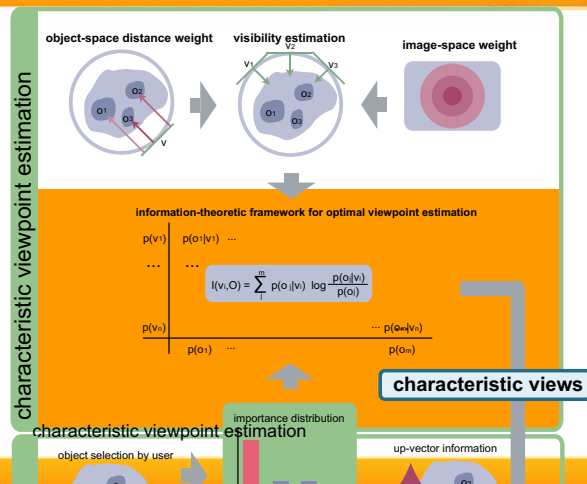 characteristic viewpoint estimation
object-space distance weight
visibility estimation
image-space weight
v₂
v₁
v₃
o₂
o₁
o₃
v
o₂
o₁
o₃
information-theoretic framework for optimal viewpoint estimation
p(v₁) p(o₁|v₁) ...
... ...
I(vᵢ,O) = ∑ᵐⱼ p(oⱼ|vᵢ) log p(oⱼ|vᵢ) / p(oᵢ)
p(vₙ)
p(o₁) ...
p(oₘ)
characteristic views
importance distribution
characteristic viewpoint estimation
object selection by user
up-vector information